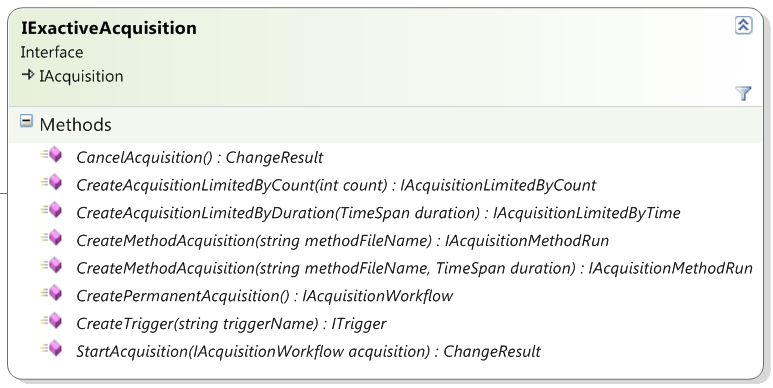 IExactiveAcquisition
Interface
IAcquisition
Methods
CancelAcquisition() : ChangeResult
CreateAcquisitionLimitedByCount(int count) : IAcquisitionLimitedByCount
CreateAcquisitionLimitedByDuration(TimeSpan duration) : IAcquisitionLimitedByTime
CreateMethodAcquisition(string methodFileName) : IAcquisitionMethodRun
CreateMethodAcquisition(string methodFileName, TimeSpan duration) : IAcquisitionMethodRun
CreatePermanentAcquisition() : IAcquisitionWorkflow
CreateTrigger(string triggerName) : ITrigger
StartAcquisition(IAcquisitionWorkflow acquisition) : ChangeResult